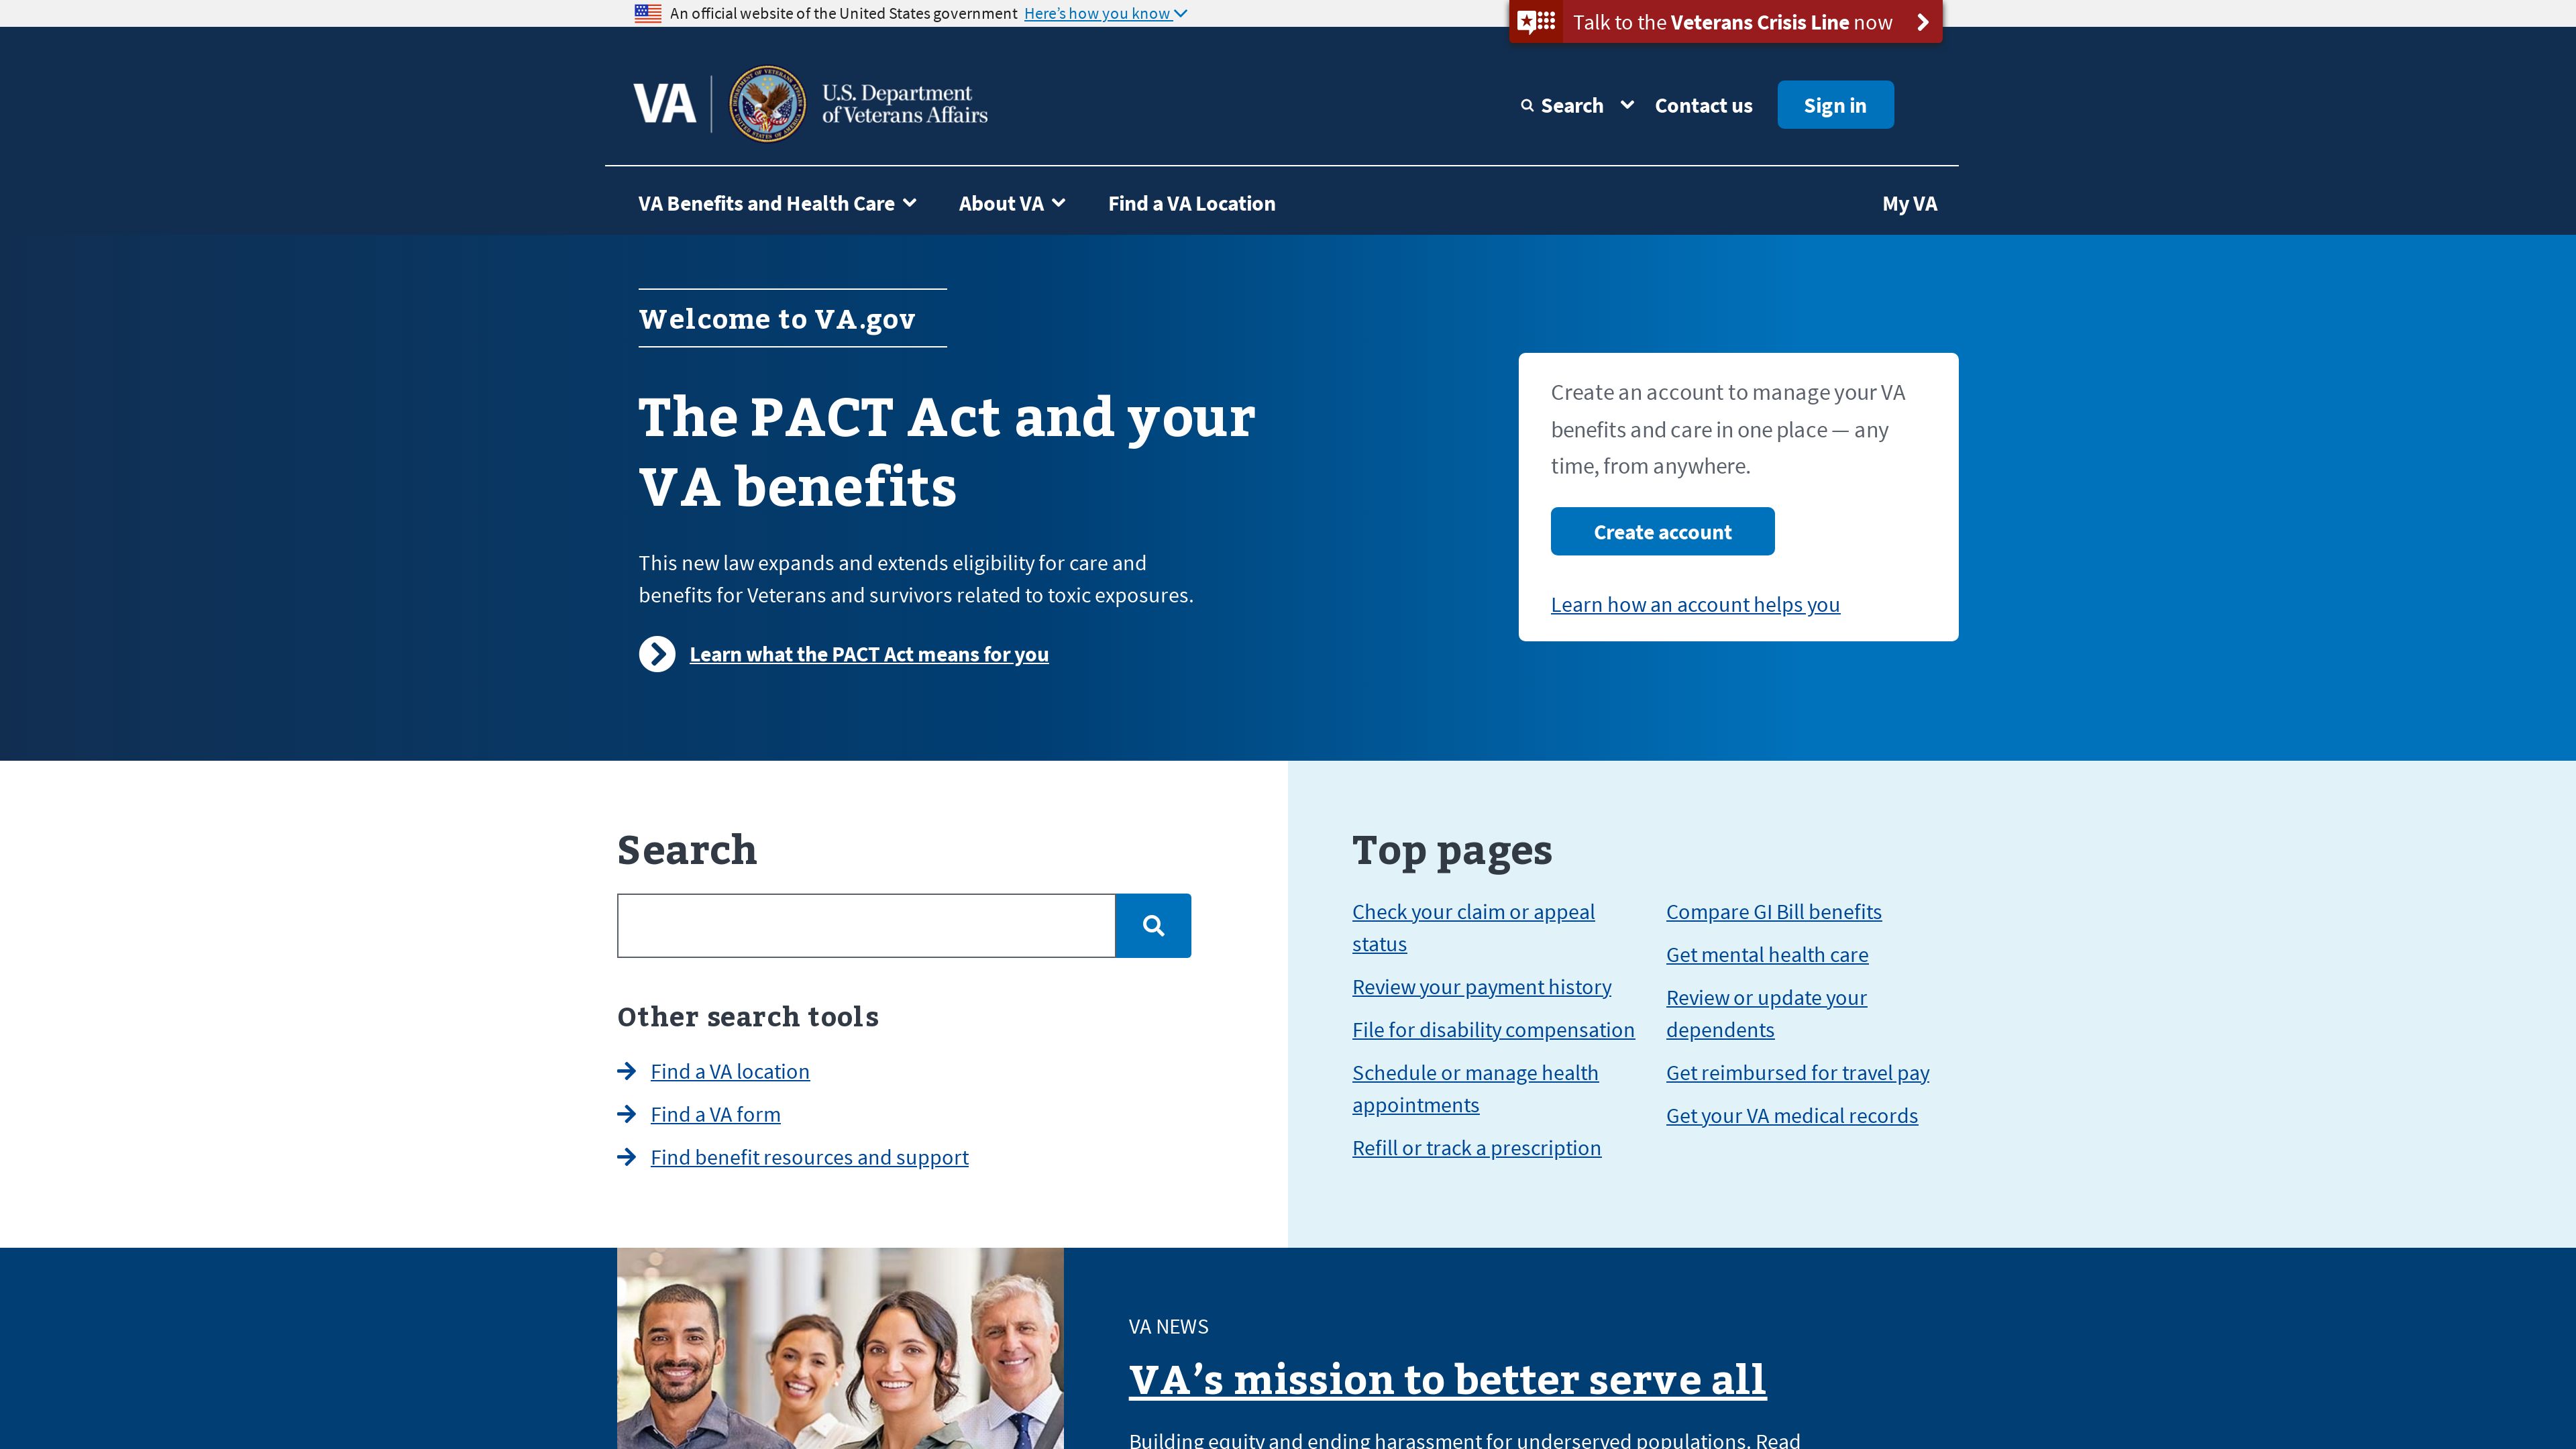 An official website of the United States government Here's how you know
Talk to the Veterans Crisis Line now
VA
U.S. Department
of Veterans Affairs
Search
Contact us
Sign in
VA Benefits and Health Care
About VA
Find a VA Location
My VA
Welcome to VA.gov
The PACT Act and your
VA benefits
This new law expands and extends eligibility for care and
benefits for Veterans and survivors related to toxic exposures.
Learn what the PACT Act means for you
Create an account to manage your VA
benefits and care in one place — any
time, from anywhere.
Create account
Learn how an account helps you
Search
Other search tools
Find a VA location
Find a VA form
Find benefit resources and support
Top pages
Check your claim or appeal
status
Review your payment history
File for disability compensation
Schedule or manage health
appointments
Refill or track a prescription
Compare GI Bill benefits
Get mental health care
Review or update your
dependents
Get reimbursed for travel pay
Get your VA medical records
VA NEWS
VA’s mission to better serve all
Building equity and ending harassment for underserved populations. Read